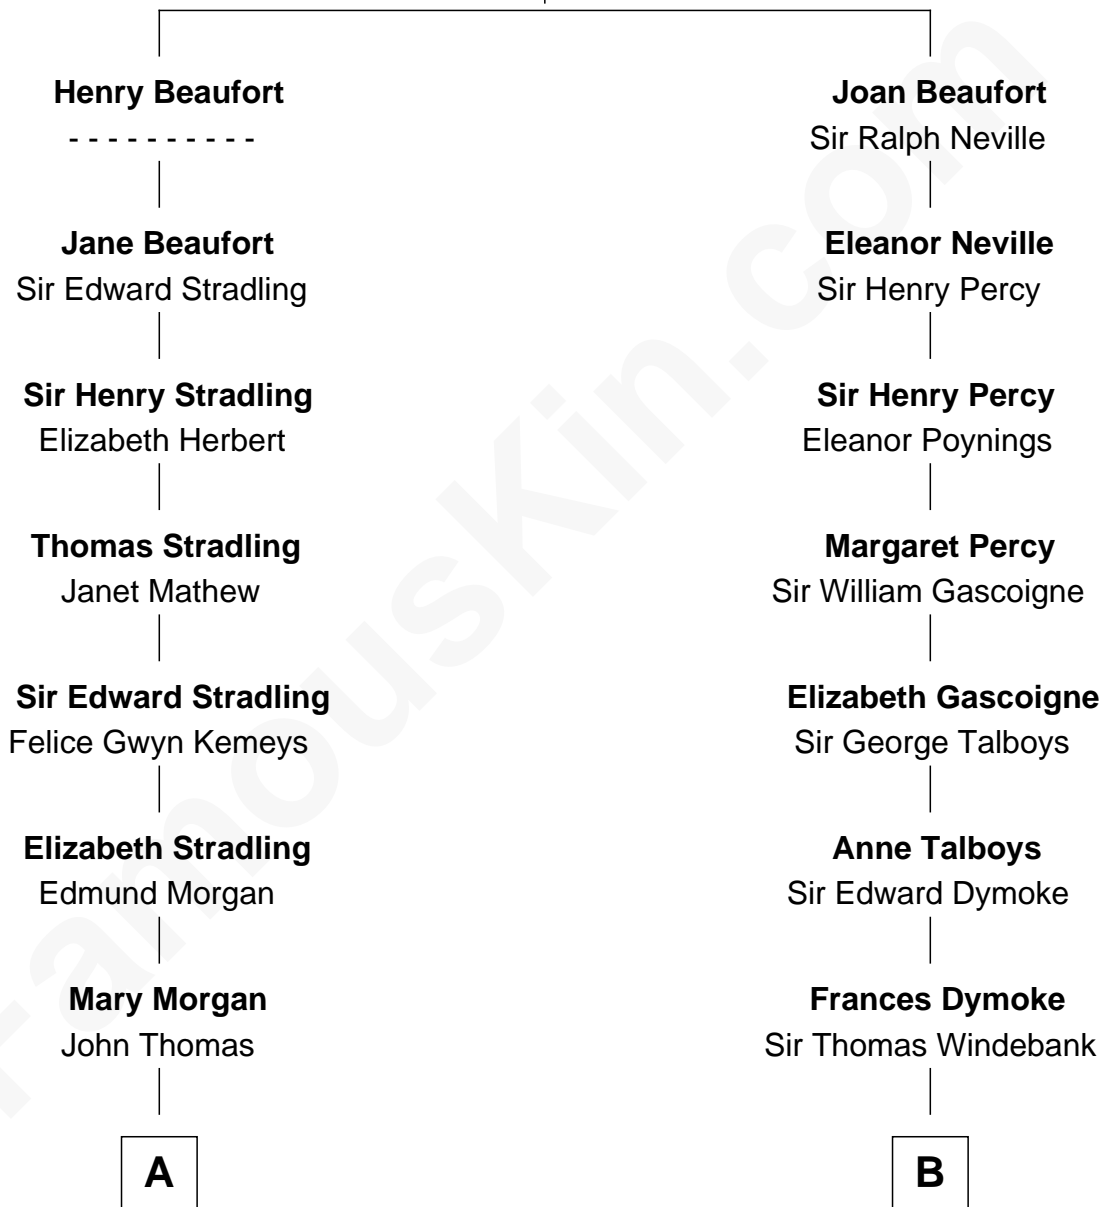 Henry Beaufort
- - - - - - - - - -
Jane Beaufort
Sir Edward Stradling
Sir Henry Stradling
Elizabeth Herbert
Thomas Stradling
Janet Mathew
Sir Edward Stradling
Felice Gwyn Kemeys
Elizabeth Stradling
Edmund Morgan
Mary Morgan
John Thomas
A
Joan Beaufort
Sir Ralph Neville
Eleanor Neville
Sir Henry Percy
Sir Henry Percy
Eleanor Poynings
Margaret Percy
Sir William Gascoigne
Elizabeth Gascoigne
Sir George Talboys
Anne Talboys
Sir Edward Dymoke
Frances Dymoke
Sir Thomas Windebank
B
FamousKin.com